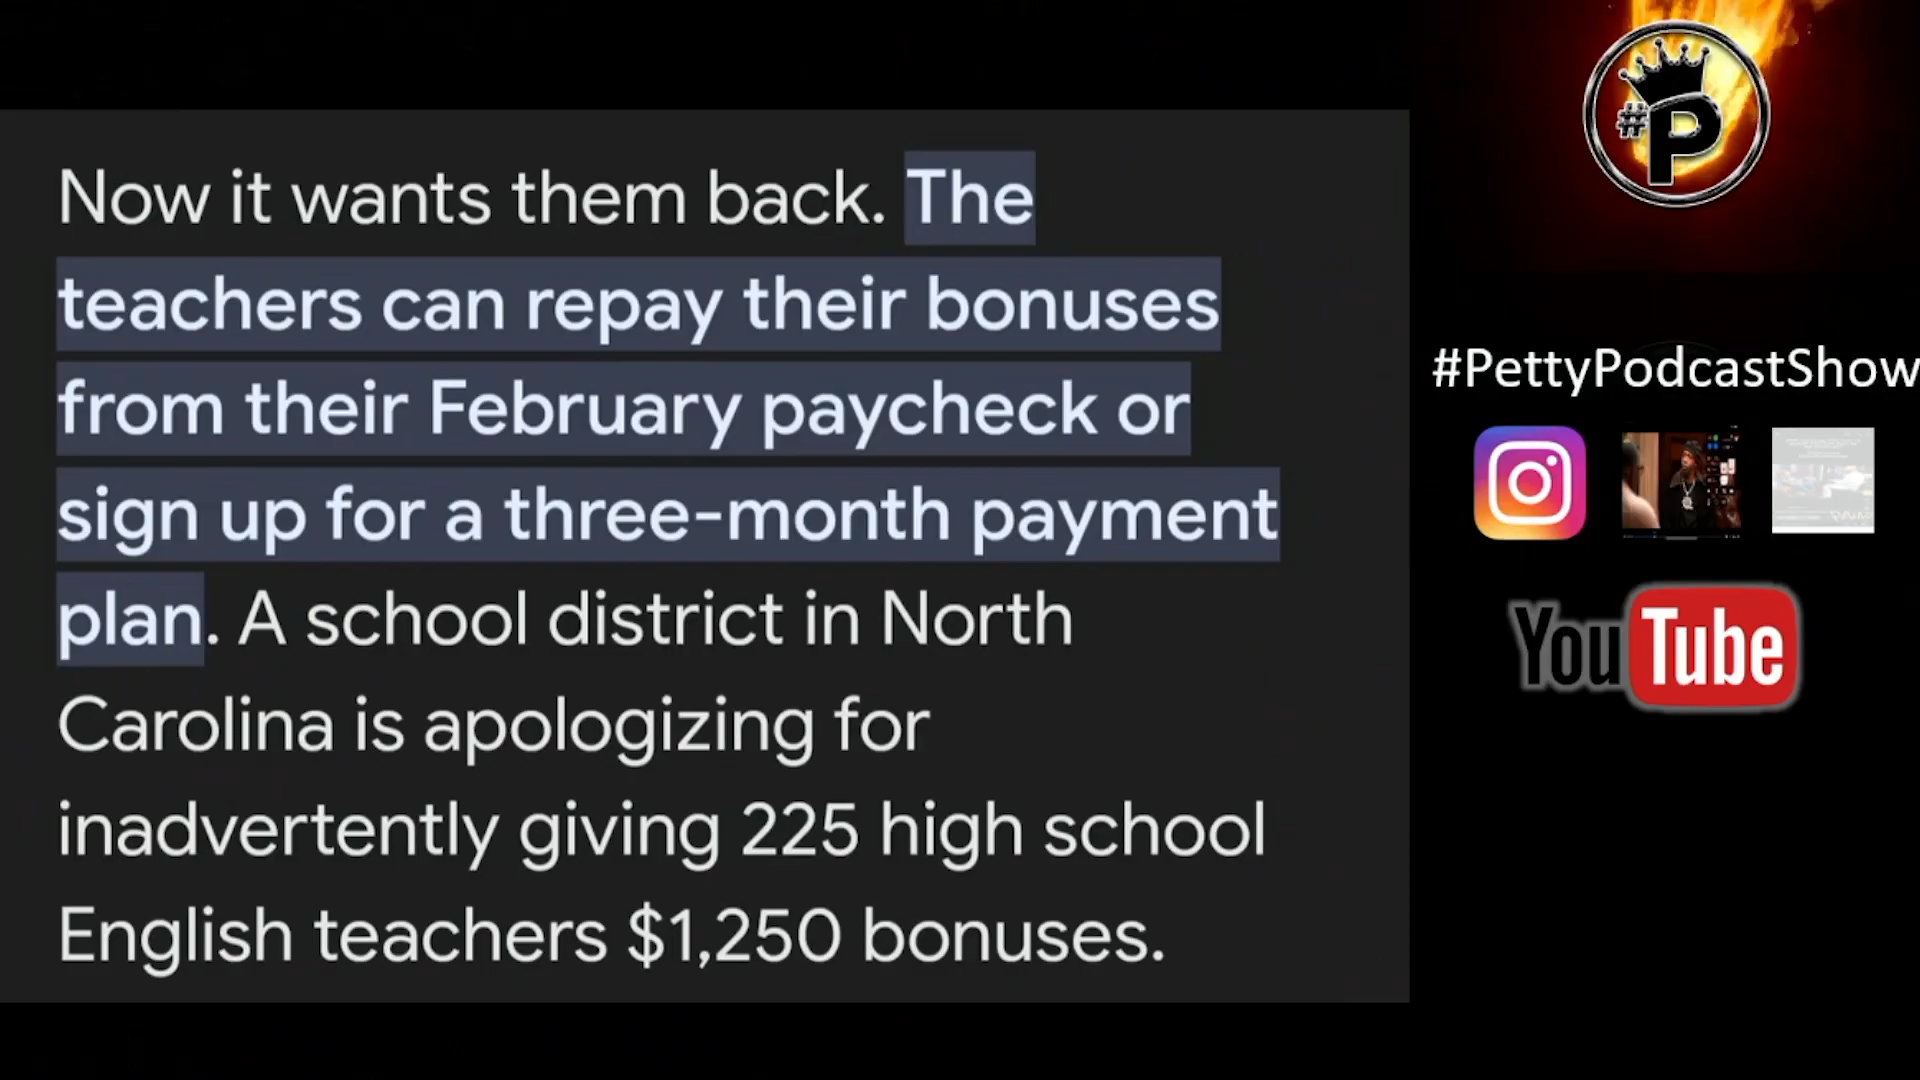 Now it wants them back. The
teachers can repay their bonuses
from their February paycheck or
sign up for a three-month payment
plan. A school district in North
Carolina is apologizing for
inadvertently giving 225 high school
English teachers $1,250 bonuses.
#P
#PettyPodcastShow
YouTube